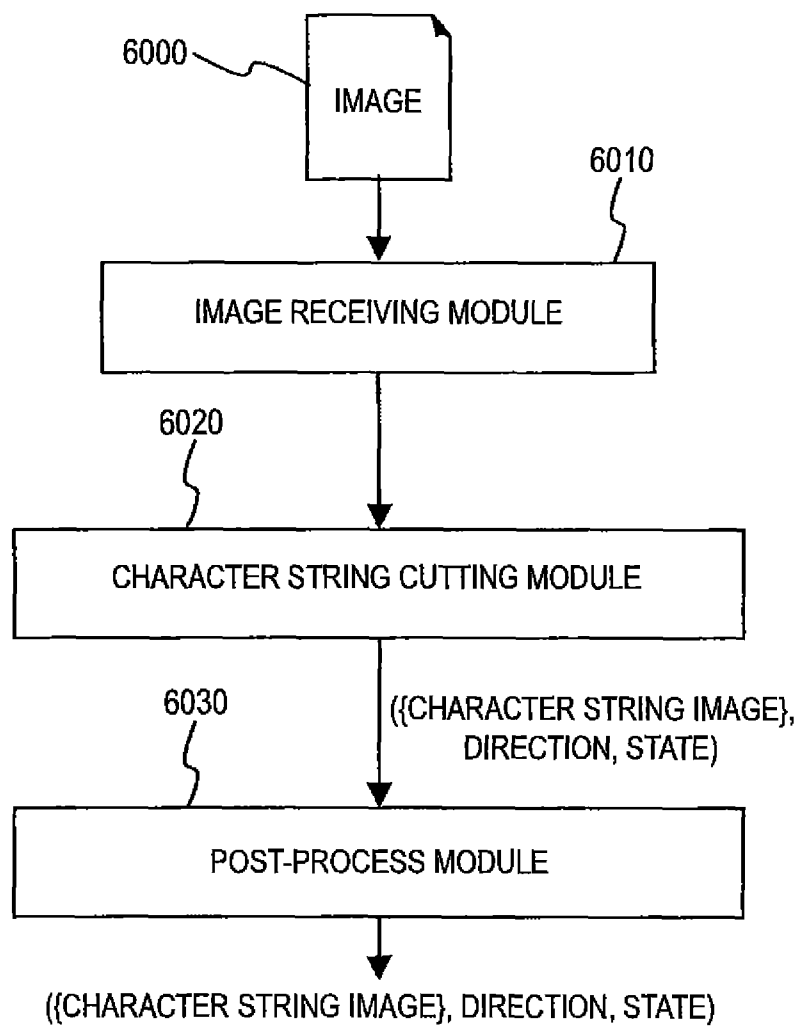 6000
IMAGE
6010
IMAGE RECEIVING MODULE
6020
CHARACTER STRING CUTTING MODULE
6030
({CHARACTER STRING IMAGE},
DIRECTION, STATE)
POST-PROCESS MODULE
({CHARACTER STRING IMAGE}, DIRECTION, STATE)